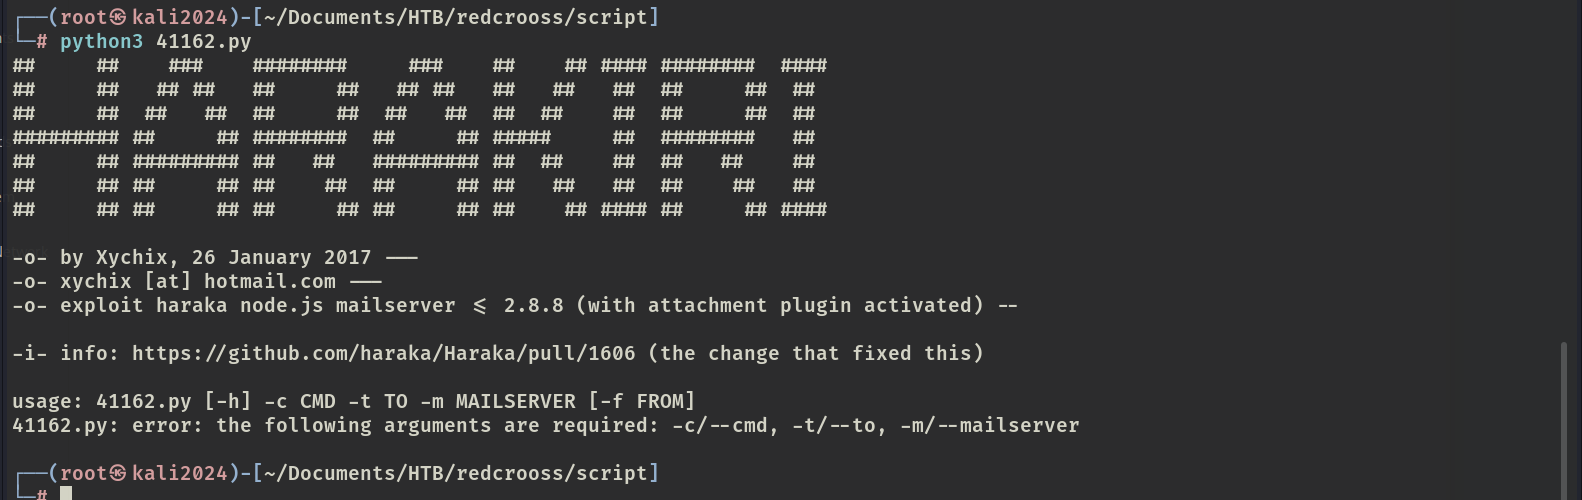 ┌──(root㉿kali2024)-[~/Documents/HTB/redcrooss/script]
└─# python3 41162.py
##     ##    ###    ########     ###    ##    ## #### ########  ####
##     ##   ## ##   ##     ##   ## ##   ##   ##   ##  ##     ##  ##
##     ##  ##   ##  ##     ##  ##   ##  ##  ##    ##  ##     ##  ##
######### ##     ## ########  ##     ## #####     ##  ########   ##
##     ## ######### ##   ##   ######### ##  ##    ##  ##   ##    ##
##     ## ##     ## ##    ##  ##     ## ##   ##   ##  ##    ##   ##
##     ## ##     ## ##     ## ##     ## ##    ## #### ##     ## ####
-o- by Xychix, 26 January 2017 ---
-o- xychix [at] hotmail.com ---
-o- exploit haraka node.js mailserver <= 2.8.8 (with attachment plugin activated) --
-i- info: https://github.com/haraka/Haraka/pull/1606 (the change that fixed this)
usage: 41162.py [-h] -c CMD -t TO -m MAILSERVER [-f FROM]
41162.py: error: the following arguments are required: -c/--cmd, -t/--to, -m/--mailserver
┌──(root㉿kali2024)-[~/Documents/HTB/redcrooss/script]
└─#